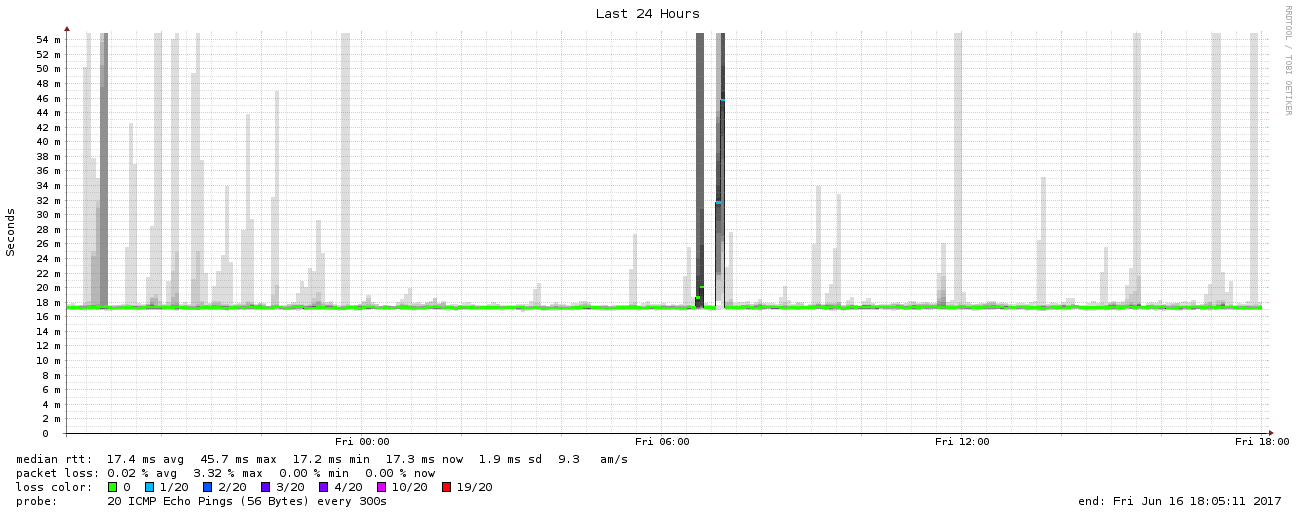 Last 24 Hours
RRDTOOL / TOBI OETIKER
Seconds
54 m
52 m
50 m
48 m
46 m
44 m
42 m
40 m
38 m
36 m
34 m
32 m
30 m
28 m
26 m
24 m
22 m
20 m
18 m
16 m
14 m
12 m
10 m
8 m
6 m
4 m
2 m
0
Fri 00:00 Fri 06:00 Fri 12:00 Fri 18:00
median rtt: 17.4 ms avg 45.7 ms max 17.2 ms min 17.3 ms now 1.9 ms sd 9.3 am/s
packet loss: 0.02 % avg 3.32 % max 0.00 % min 0.00 % now
loss color: 0 1/20 2/20 3/20 4/20 10/20 19/20
probe: 20 ICMP Echo Pings (56 Bytes) every 300s end: Fri Jun 16 18:05:11 2017